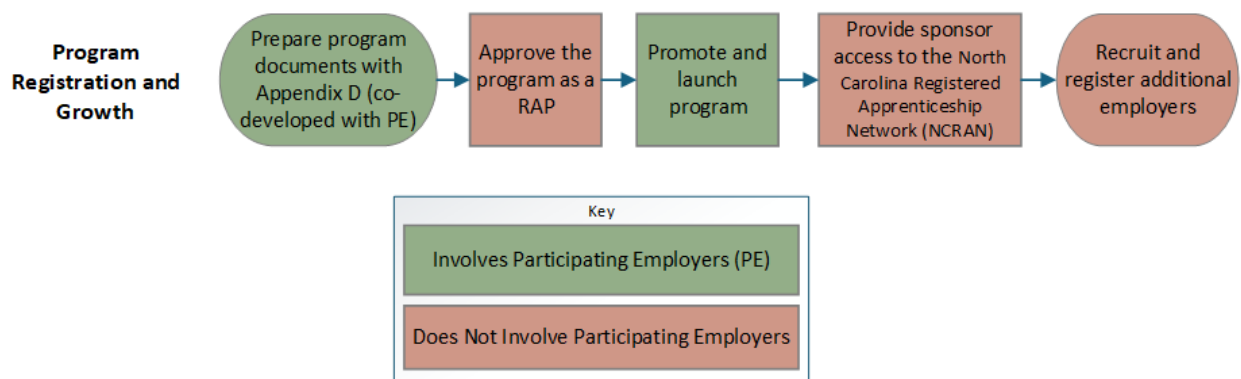 Program
Registration and
Growth
Prepare program
documents with
Appendix D (co-
developed with PE)
Approve the
program as a
RAP
Promote and
launch
program
Provide sponsor
access to the North
Carolina Registered
Apprenticeship
Network (NCRAN)
Recruit and
register additional
employers
Key
Involves Participating Employers (PE)
Does Not Involve Participating Employers